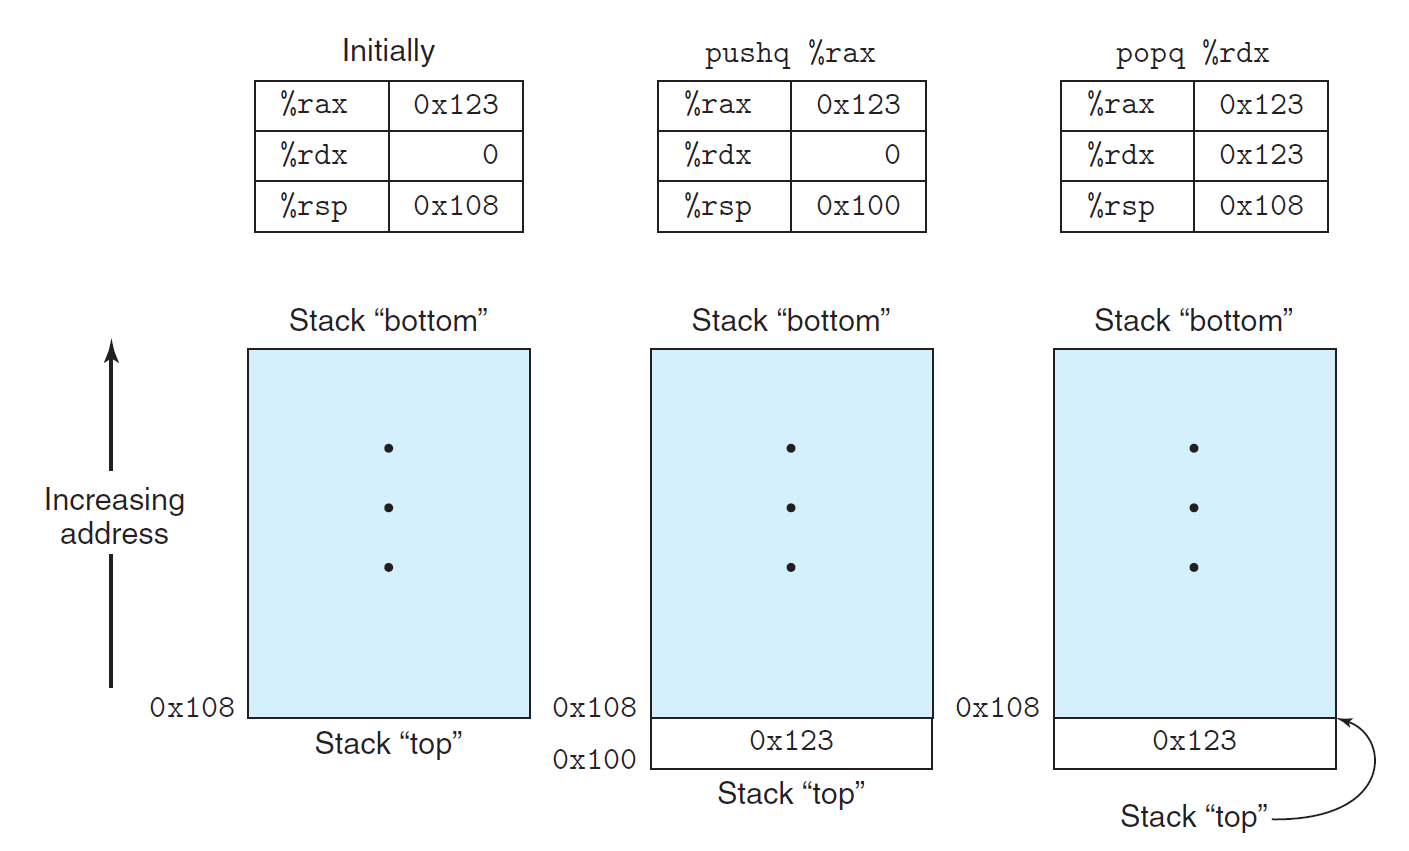 Initially
%rax 0x123
%rdx 0
%rsp 0x108
pushq %rax
%rax 0x123
%rdx 0
%rsp 0x100
popq %rdx
%rax 0x123
%rdx 0x123
%rsp 0x108
Increasing
address
Stack “bottom”
0x108
Stack “top”
Stack “bottom”
0x108
0x123
0x100
Stack “top”
Stack “bottom”
0x108
0x123
Stack “top”